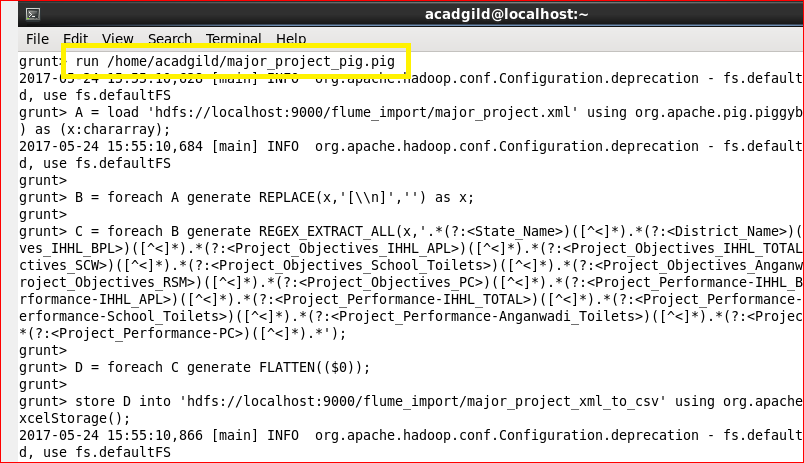 acadgild@localhost:~
File Edit View Search Terminal Help
grunt> run /home/acadgild/major_project_pig.pig
2017-05-24 15:55:10,628 [main] INFO  org.apache.hadoop.conf.Configuration.deprecation - fs.default
d, use fs.defaultFS
grunt> A = load 'hdfs://localhost:9000/flume_import/major_project.xml' using org.apache.pig.piggyb
) as (x:chararray);
2017-05-24 15:55:10,684 [main] INFO  org.apache.hadoop.conf.Configuration.deprecation - fs.default
d, use fs.defaultFS
grunt>
grunt> B = foreach A generate REPLACE(x,'[\\n]','') as x;
grunt>
grunt> C = foreach B generate REGEX_EXTRACT_ALL(x,'.*(?:<State_Name>)([^<]*).*(?:<District_Name>)(
ves_IHHL_BPL>)([^<]*).*(?:<Project_Objectives_IHHL_APL>)([^<]*).*(?:<Project_Objectives_IHHL_TOTAL
ctives_SCW>)([^<]*).*(?:<Project_Objectives_School_Toilets>)([^<]*).*(?:<Project_Objectives_Anganw
roject_Objectives_RSM>)([^<]*).*(?:<Project_Objectives_PC>)([^<]*).*(?:<Project_Performance-IHHL_B
rformance-IHHL_APL>)([^<]*).*(?:<Project_Performance-IHHL_TOTAL>)([^<]*).*(?:<Project_Performance-
erformance-School_Toilets>)([^<]*).*(?:<Project_Performance-Anganwadi_Toilets>)([^<]*).*(?:<Projec
*(?:<Project_Performance-PC>)([^<]*).*');
grunt>
grunt> D = foreach C generate FLATTEN(($0));
grunt>
grunt> store D into 'hdfs://localhost:9000/flume_import/major_project_xml_to_csv' using org.apache
xcelStorage();
2017-05-24 15:55:10,866 [main] INFO  org.apache.hadoop.conf.Configuration.deprecation - fs.default
d, use fs.defaultFS